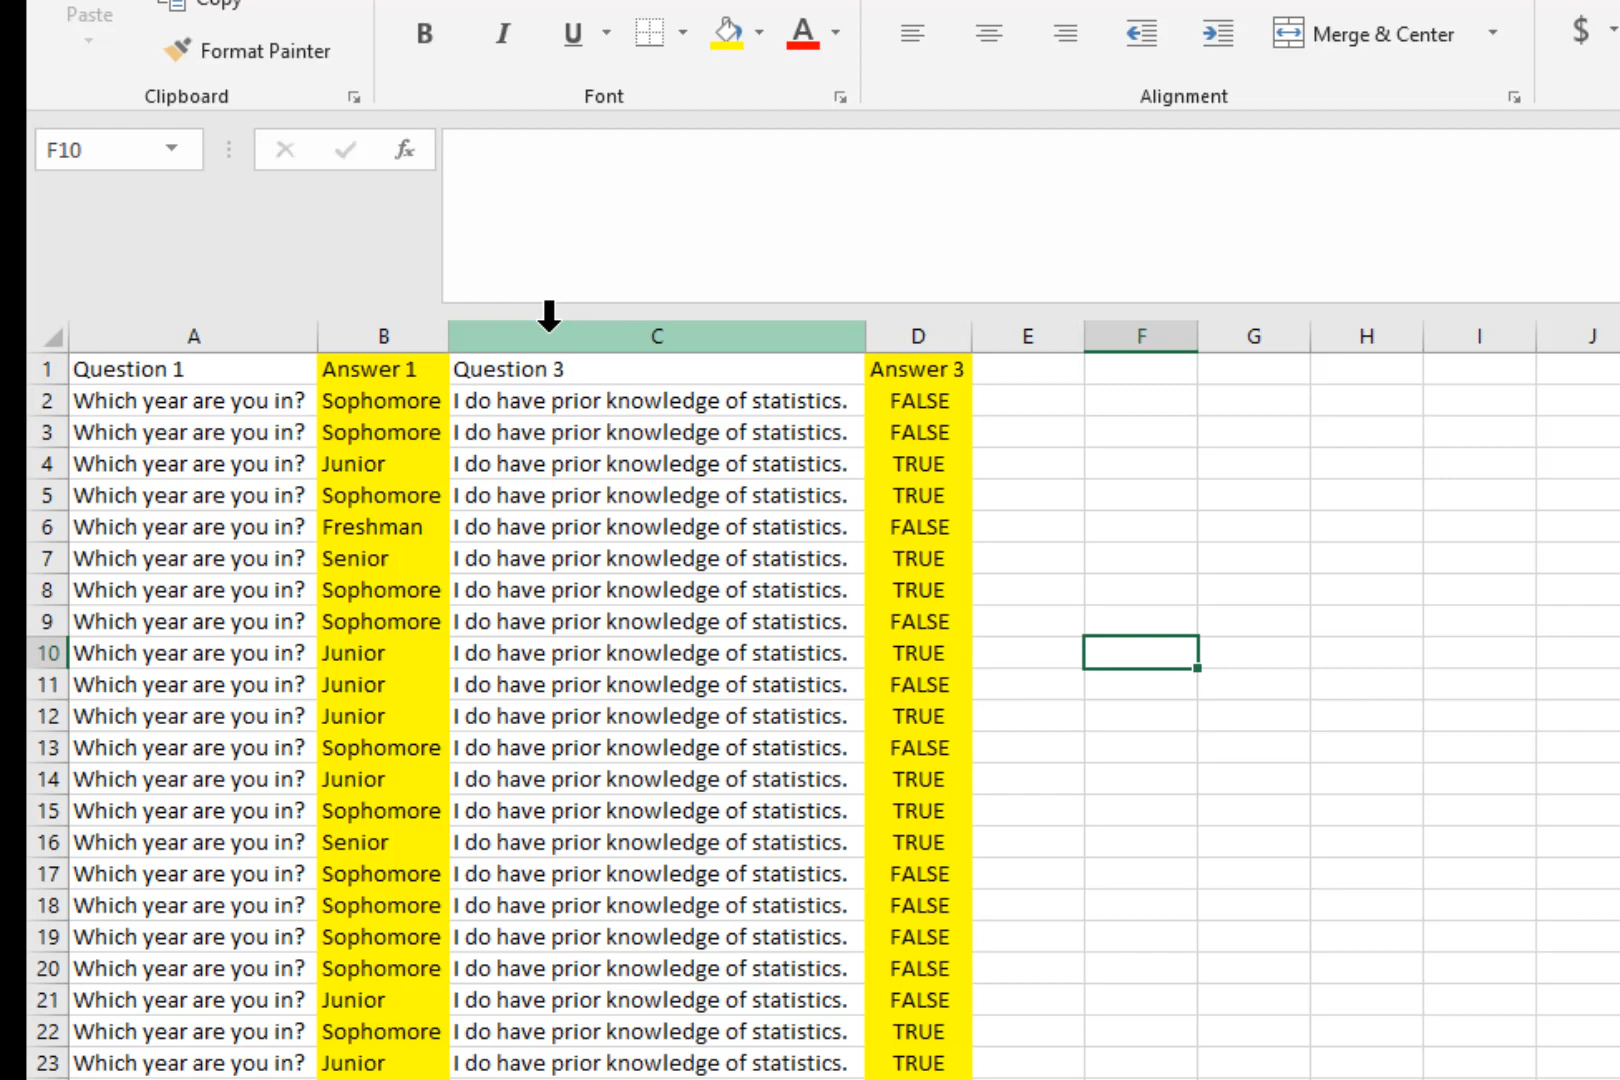 Paste
Copy
Format Painter
B I U A
Merge & Center
$
Clipboard
Font
Alignment
F10
fx
A B C D E F G H I J
1 Question 1 Answer 1 Question 3 Answer 3
2 Which year are you in? Sophomore I do have prior knowledge of statistics. FALSE
3 Which year are you in? Sophomore I do have prior knowledge of statistics. FALSE
4 Which year are you in? Junior I do have prior knowledge of statistics. TRUE
5 Which year are you in? Sophomore I do have prior knowledge of statistics. TRUE
6 Which year are you in? Freshman I do have prior knowledge of statistics. FALSE
7 Which year are you in? Senior I do have prior knowledge of statistics. TRUE
8 Which year are you in? Sophomore I do have prior knowledge of statistics. TRUE
9 Which year are you in? Sophomore I do have prior knowledge of statistics. FALSE
10 Which year are you in? Junior I do have prior knowledge of statistics. TRUE
11 Which year are you in? Junior I do have prior knowledge of statistics. FALSE
12 Which year are you in? Junior I do have prior knowledge of statistics. TRUE
13 Which year are you in? Sophomore I do have prior knowledge of statistics. FALSE
14 Which year are you in? Junior I do have prior knowledge of statistics. TRUE
15 Which year are you in? Sophomore I do have prior knowledge of statistics. TRUE
16 Which year are you in? Senior I do have prior knowledge of statistics. TRUE
17 Which year are you in? Sophomore I do have prior knowledge of statistics. FALSE
18 Which year are you in? Sophomore I do have prior knowledge of statistics. FALSE
19 Which year are you in? Sophomore I do have prior knowledge of statistics. FALSE
20 Which year are you in? Sophomore I do have prior knowledge of statistics. FALSE
21 Which year are you in? Junior I do have prior knowledge of statistics. FALSE
22 Which year are you in? Sophomore I do have prior knowledge of statistics. TRUE
23 Which year are you in? Junior I do have prior knowledge of statistics. TRUE